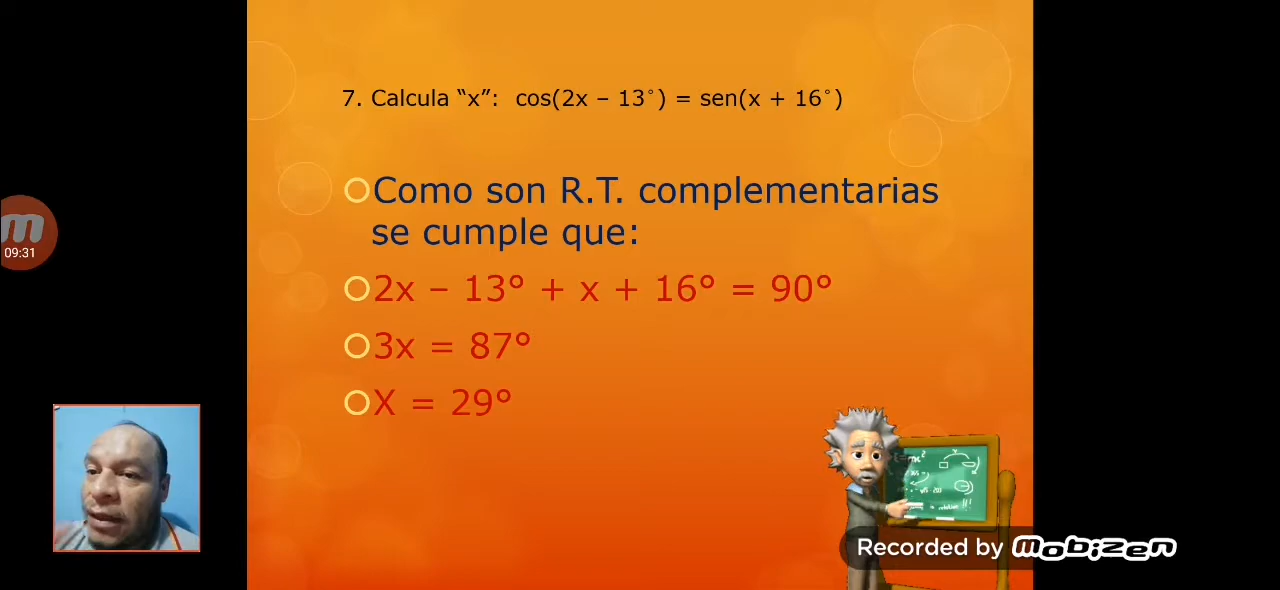 7. Calcula “x”: cos(2x – 13°) = sen(x + 16°)
Como son R.T. complementarias
se cumple que:
2x – 13° + x + 16° = 90°
3x = 87°
X = 29°
09:31
Recorded by mobizen